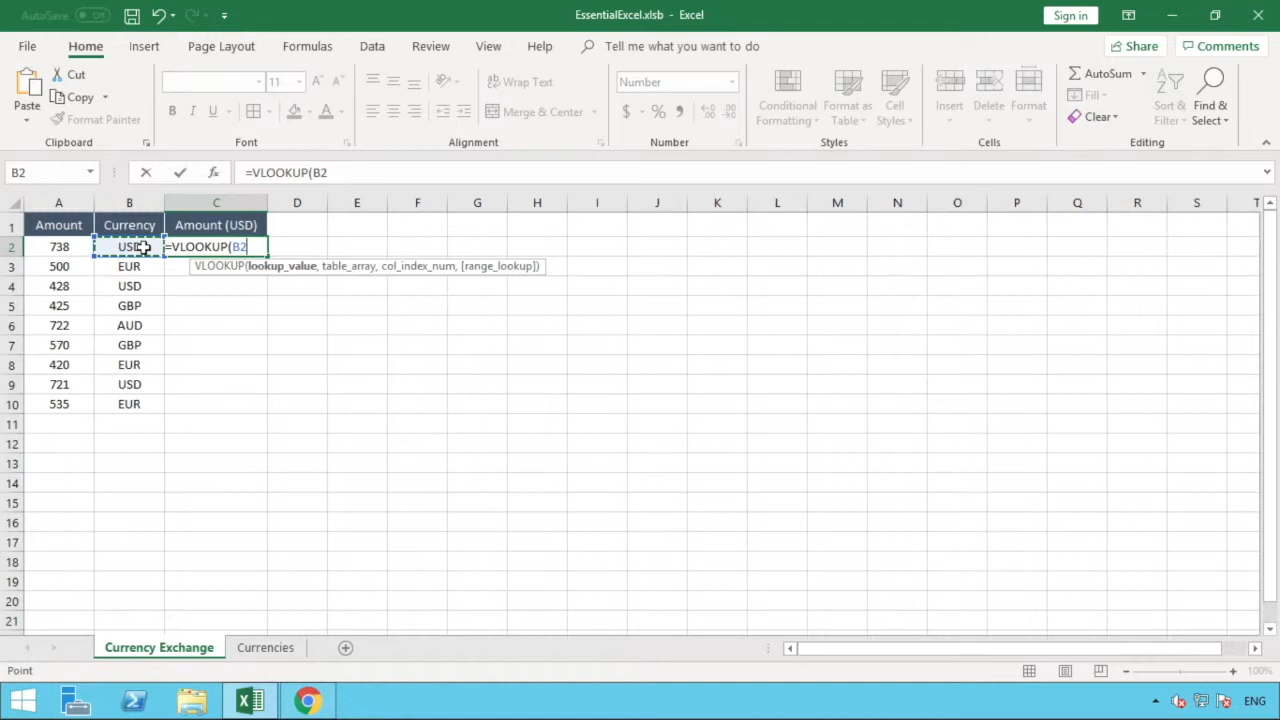 AutoSave Off EssentialExcel.xlsb - Excel Sign in
File Home Insert Page Layout Formulas Data Review View Help Tell me what you want to do Share Comments
Paste Cut Copy Format Painter
Clipboard
11
B I U A
Font
Wrap Text
Merge & Center
Alignment
Number
$ % ,
Number
Conditional Formatting
Format as Table
Cell Styles
Styles
Insert Delete Format
Cells
AutoSum
Fill
Clear
Sort & Filter
Find & Select
Editing
B2 fx =VLOOKUP(B2
A B C D E F G H I J K L M N O P Q R S T
1 Amount Currency Amount (USD)
2 738 USD =VLOOKUP(B2
VLOOKUP(lookup_value, table_array, col_index_num, [range_lookup])
3 500 EUR
4 428 USD
5 425 GBP
6 722 AUD
7 570 GBP
8 420 EUR
9 721 USD
10 535 EUR
11
12
13
14
15
16
17
18
19
20
21
Currency Exchange Currencies
Point 100%
ENG